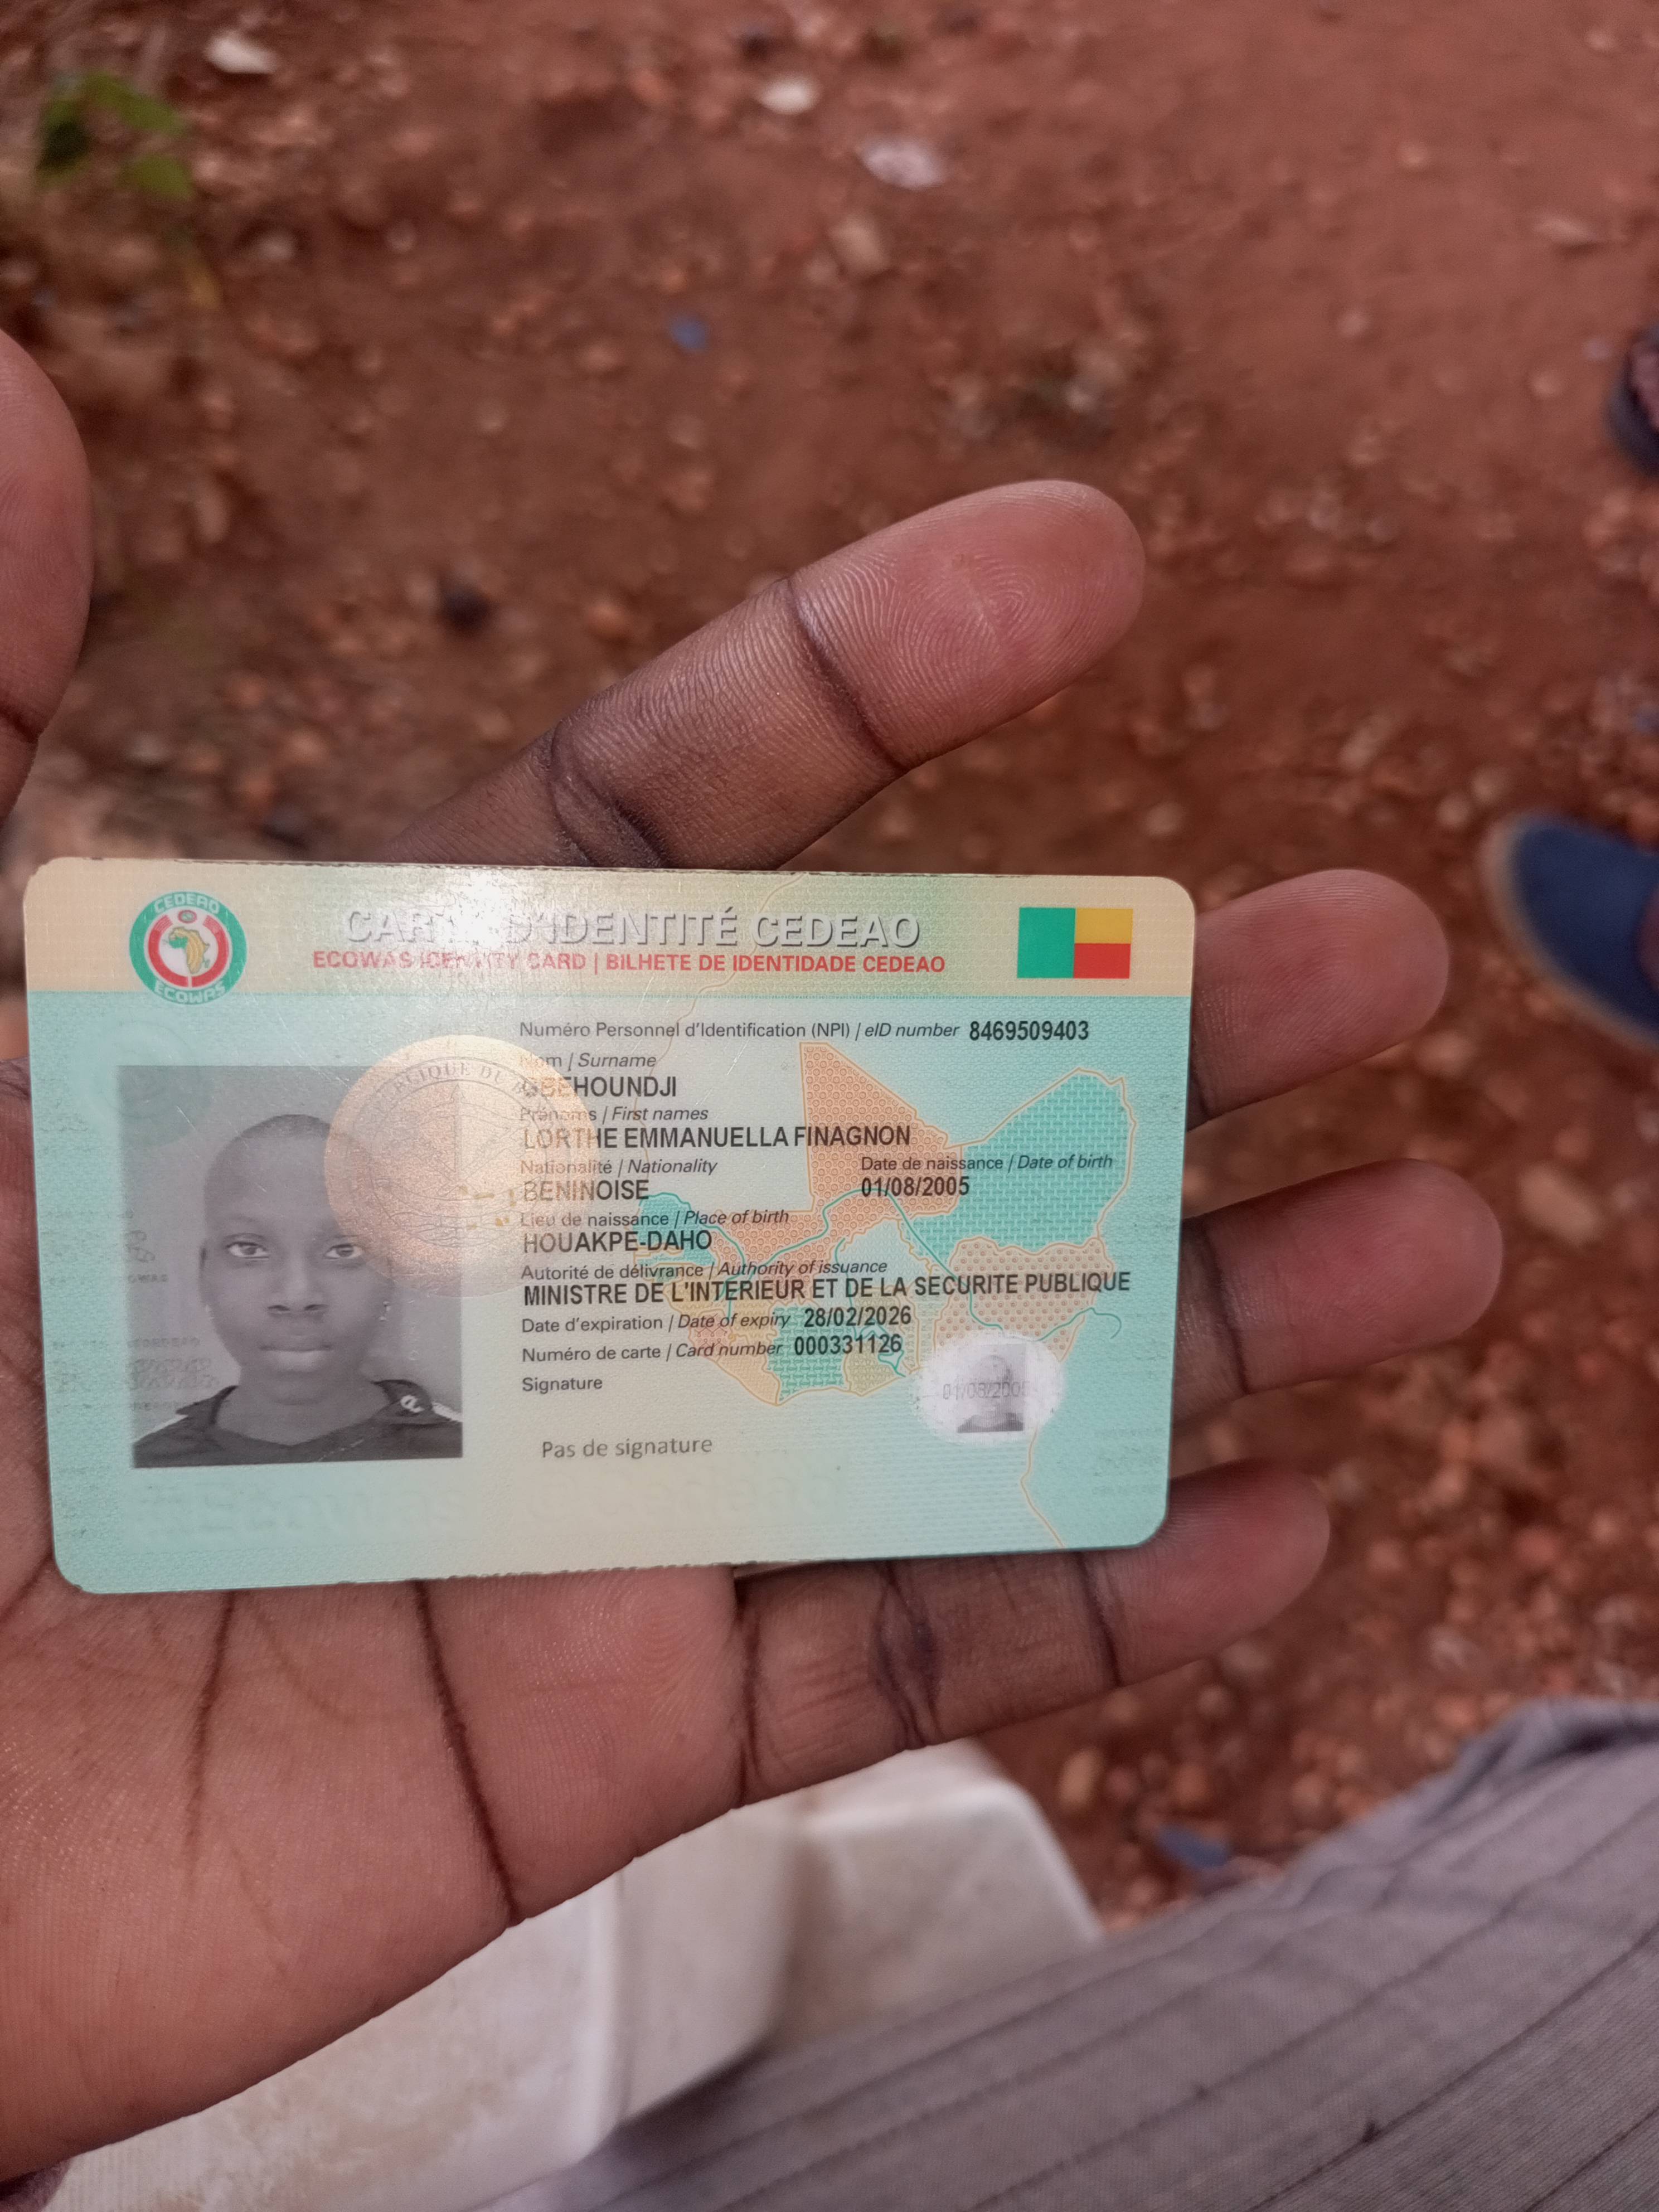 CEDEAO
ECOWAS
CARTE D'IDENTITÉ CEDEAO
ECOWAS IDENTITY CARD | BILHETE DE IDENTIDADE CEDEAO
Numéro Personnel d'Identification (NPI) / eID number 8469509403
Nom / Surname
GBEHOUNDJI
Prénoms / First names
LORTHE EMMANUELLA FINAGNON
Nationalité / Nationality
BENINOISE
Date de naissance / Date of birth
01/08/2005
Lieu de naissance / Place of birth
HOUAKPE-DAHO
Autorité de délivrance / Authority of issuance
MINISTRE DE L'INTERIEUR ET DE LA SECURITE PUBLIQUE
Date d'expiration / Date of expiry 28/02/2026
Numéro de carte / Card number 000331126
Signature
Pas de signature
01/08/2005